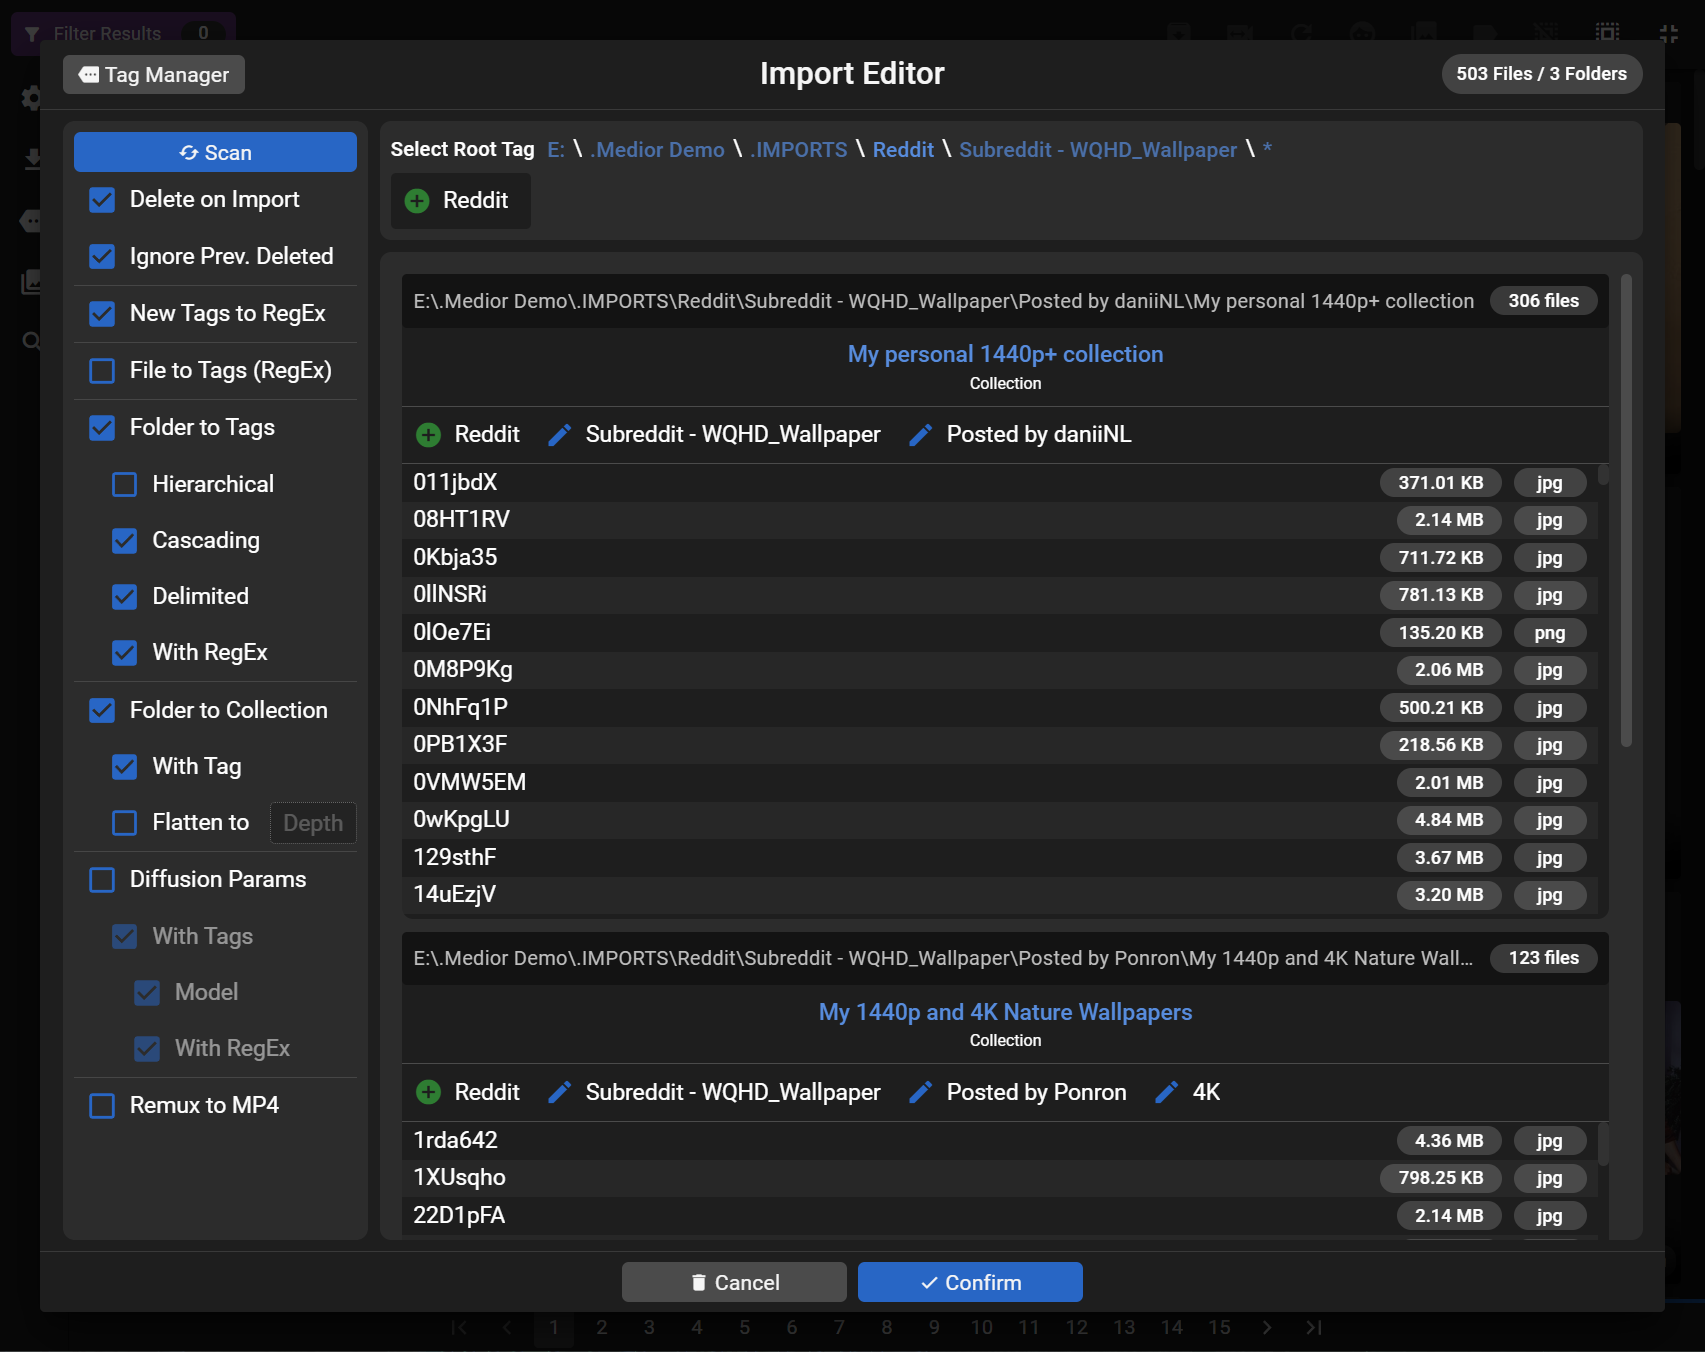 Filter Results 0
Tag Manager
Import Editor
503 Files / 3 Folders
Scan
Delete on Import
Ignore Prev. Deleted
New Tags to RegEx
File to Tags (RegEx)
Folder to Tags
Hierarchical
Cascading
Delimited
With RegEx
Folder to Collection
With Tag
Flatten to Depth
Diffusion Params
With Tags
Model
With RegEx
Remux to MP4
Select Root Tag E: \ .Medior Demo \ .IMPORTS \ Reddit \ Subreddit - WQHD_Wallpaper \ *
Reddit
E:\.Medior Demo\.IMPORTS\Reddit\Subreddit - WQHD_Wallpaper\Posted by daniiNL\My personal 1440p+ collection 306 files
My personal 1440p+ collection
Collection
Reddit Subreddit - WQHD_Wallpaper Posted by daniiNL
011jbdX 371.01 KB jpg
08HT1RV 2.14 MB jpg
0Kbja35 711.72 KB jpg
0llNSRi 781.13 KB jpg
0lOe7Ei 135.20 KB png
0M8P9Kg 2.06 MB jpg
0NhFq1P 500.21 KB jpg
0PB1X3F 218.56 KB jpg
0VMW5EM 2.01 MB jpg
0wKpgLU 4.84 MB jpg
129sthF 3.67 MB jpg
14uEzjV 3.20 MB jpg
E:\.Medior Demo\.IMPORTS\Reddit\Subreddit - WQHD_Wallpaper\Posted by Ponron\My 1440p and 4K Nature Wall... 123 files
My 1440p and 4K Nature Wallpapers
Collection
Reddit Subreddit - WQHD_Wallpaper Posted by Ponron 4K
1rda642 4.36 MB jpg
1XUsqho 798.25 KB jpg
22D1pFA 2.14 MB jpg
Cancel Confirm
1 2 3 4 5 6 7 8 9 10 11 12 13 14 15